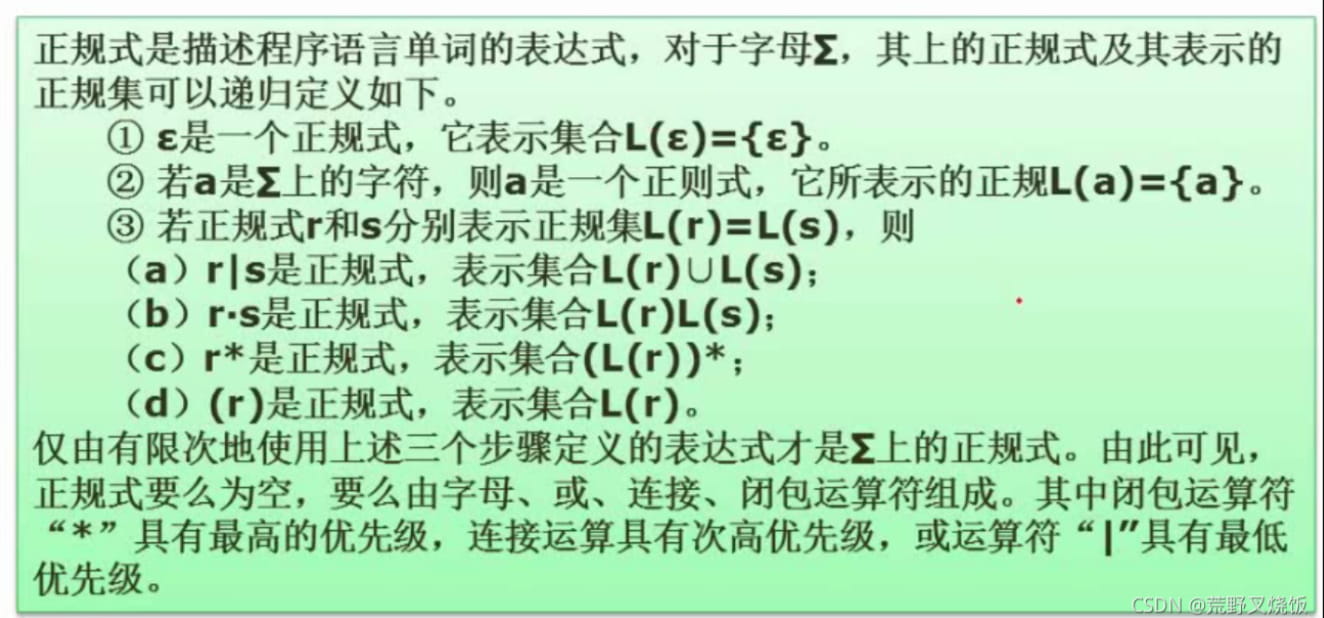 正规式是描述程序语言单词的表达式，对于字母Σ，其上的正规式及其表示的
正规集可以递归定义如下。
① ε是一个正规式，它表示集合L(ε)={ε}。
② 若a是Σ上的字符，则a是一个正则式，它所表示的正规L(a)={a}。
③ 若正规式r和s分别表示正规集L(r)=L(s)，则
（a）r|s是正规式，表示集合L(r)∪L(s)；
（b）r·s是正规式，表示集合L(r)L(s)；
（c）r*是正规式，表示集合(L(r))*；
（d）(r)是正规式，表示集合L(r)。
仅由有限次地使用上述三个步骤定义的表达式才是Σ上的正规式。由此可见，
正规式要么为空，要么由字母、或、连接、闭包运算符组成。其中闭包运算符
“*”具有最高的优先级，连接运算具有次高优先级，或运算符“|”具有最低
优先级。
CSDN @荒野叉烧饭